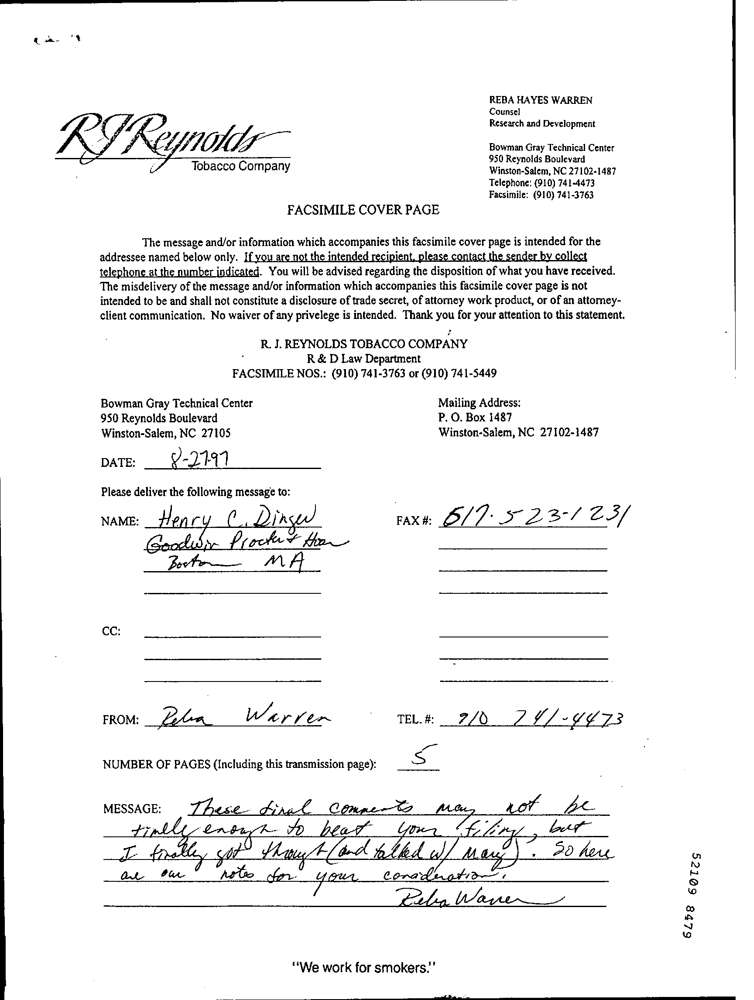 RJReynolds
Tobacco Company
REBA HAYES WARREN
Counsel
Research and Development
Bowman Gray Technical Center
950 Reynolds Boulevard
Winston-Salem, NC 27102-1487
Telephone: (910) 741-4473
Facsimile: (910) 741-3763
FACSIMILE COVER PAGE
The message and/or information which accompanies this facsimile cover page is intended for the
addressee named below only. If you are not the intended recipient, please contact the sender by collect
telephone at the number indicated. You will be advised regarding the disposition of what you have received.
The misdelivery of the message and/or information which accompanies this facsimile cover page is not
intended to be and shall not constitute a disclosure of trade secret, of attorney work product, or of an attorney-
client communication. No waiver of any privelege is intended. Thank you for your attention to this statement.
R. J. REYNOLDS TOBACCO COMPANY
R & D Law Department
FACSIMILE NOS.: (910) 741-3763 or (910) 741-5449
Bowman Gray Technical Center
950 Reynolds Boulevard
Winston-Salem, NC 27105
Mailing Address:
P. O. Box 1487
Winston-Salem, NC 27102-1487
DATE: 8-27-97
Please deliver the following message to:
NAME: Henry C. Dinger
FAX #: 617-523-1231
Goodwin Procter & Hoar
Boston MA
CC:
FROM: Reba Warren
TEL. #: 910 741-4473
NUMBER OF PAGES (Including this transmission page): 5
MESSAGE: These final comments may not be
timely enough to beat your filing, but
I finally got through (and talked w/ Mary). So here
are our notes for your consideration.
Reba Warren
52109 8479
"We work for smokers."